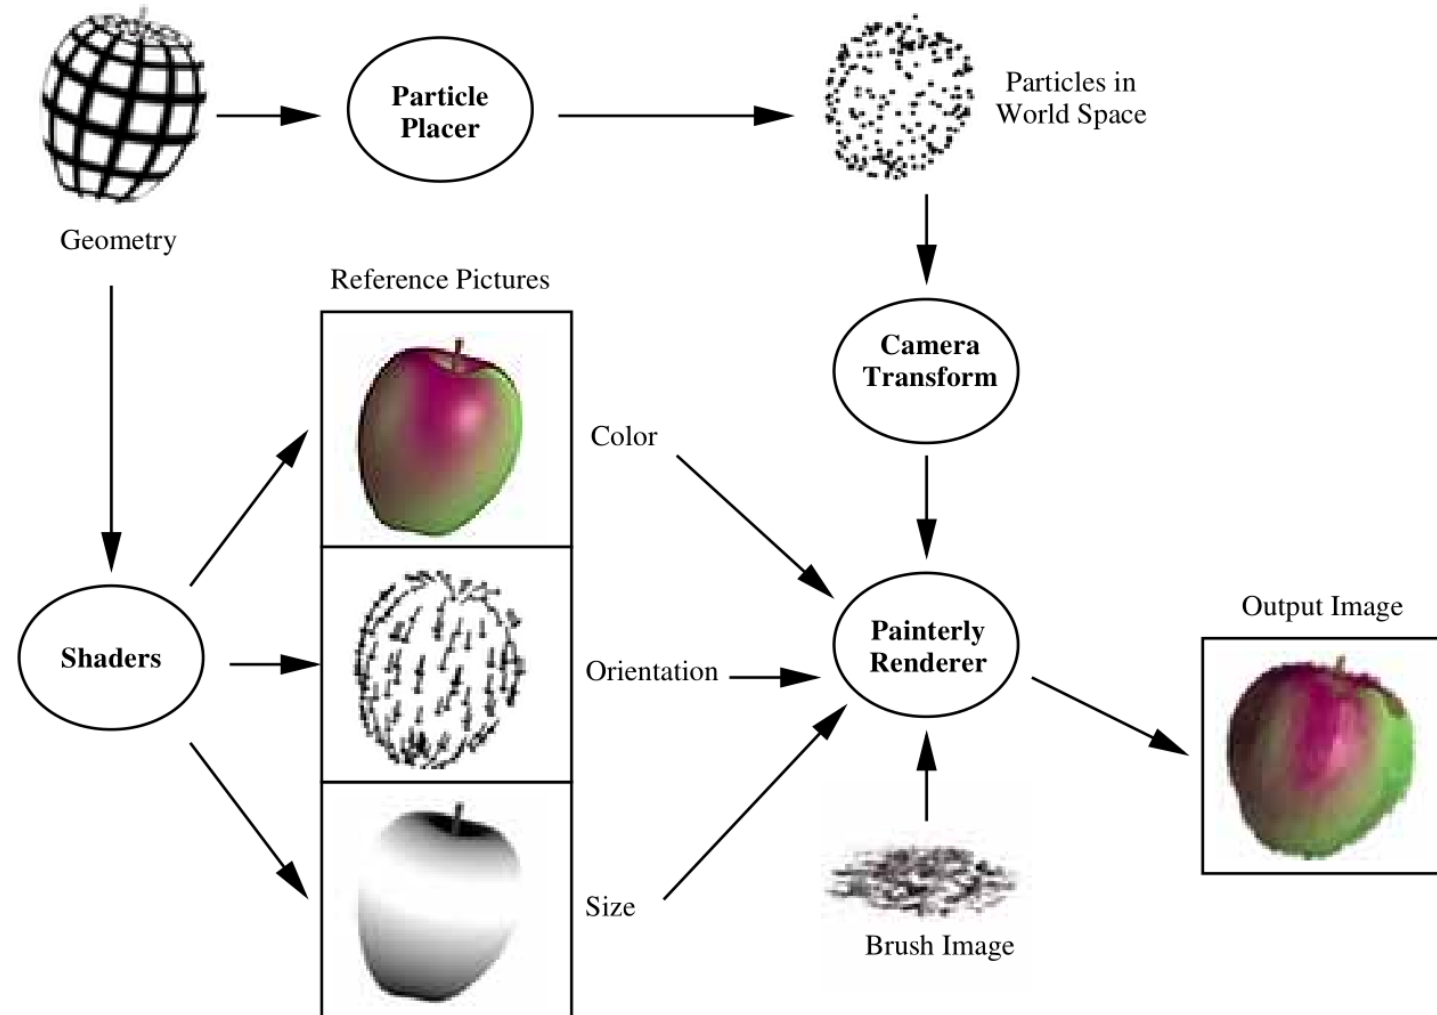 Particle
Placer
Particles in
World Space
Geometry
Reference Pictures
Camera
Transform
Color
Shaders
Orientation
Painterly
Renderer
Output Image
Size
Brush Image